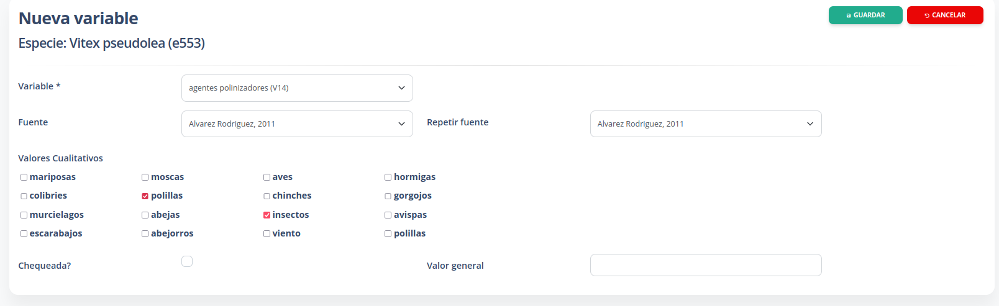 Nueva variable
GUARDAR
CANCELAR
Especie: Vitex pseudolea (e553)
Variable *
agentes polinizadores (V14)
Fuente
Alvarez Rodriguez, 2011
Repetir fuente
Alvarez Rodriguez, 2011
Valores Cualitativos
mariposas moscas aves hormigas
colibries polillas chinches gorgojos
murcielagos abejas insectos avispas
escarabajos abejorros viento polillas
Chequeada?
Valor general